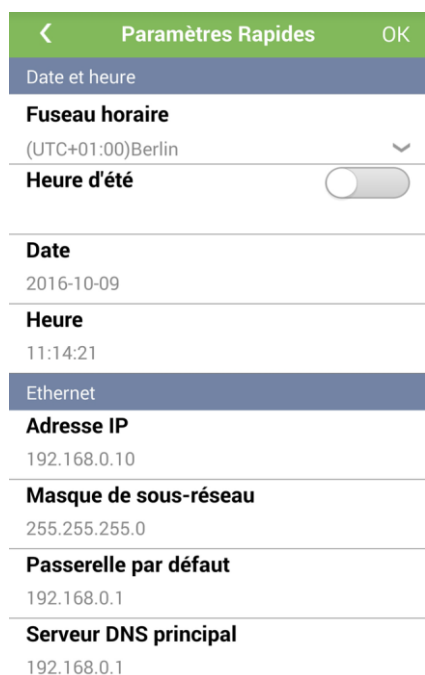 Paramètres Rapides OK
Date et heure
Fuseau horaire
(UTC+01:00)Berlin
Heure d'été
Date
2016-10-09
Heure
11:14:21
Ethernet
Adresse IP
192.168.0.10
Masque de sous-réseau
255.255.255.0
Passerelle par défaut
192.168.0.1
Serveur DNS principal
192.168.0.1